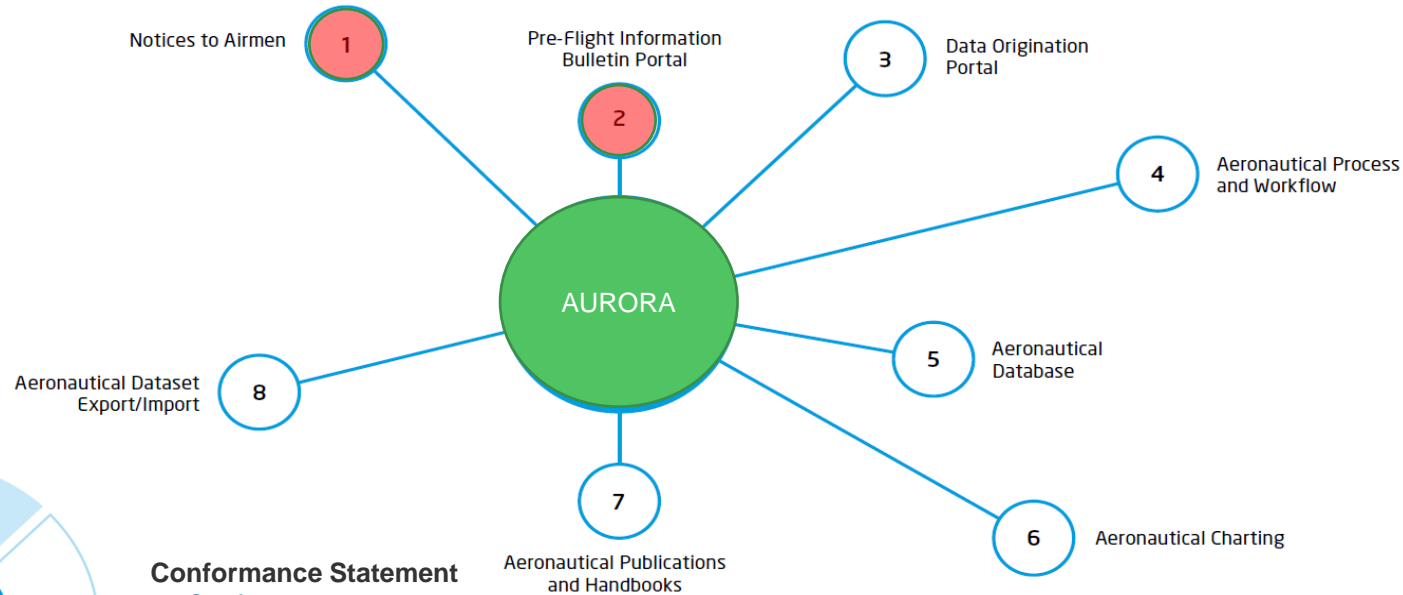 Notices to Airmen
1
Pre-Flight Information
Bulletin Portal
2
3
Data Origination
Portal
4
Aeronautical Process
and Workflow
AURORA
5
Aeronautical
Database
Aeronautical Dataset
Export/Import
8
7
Aeronautical Publications
and Handbooks
6
Aeronautical Charting
Conformance Statement